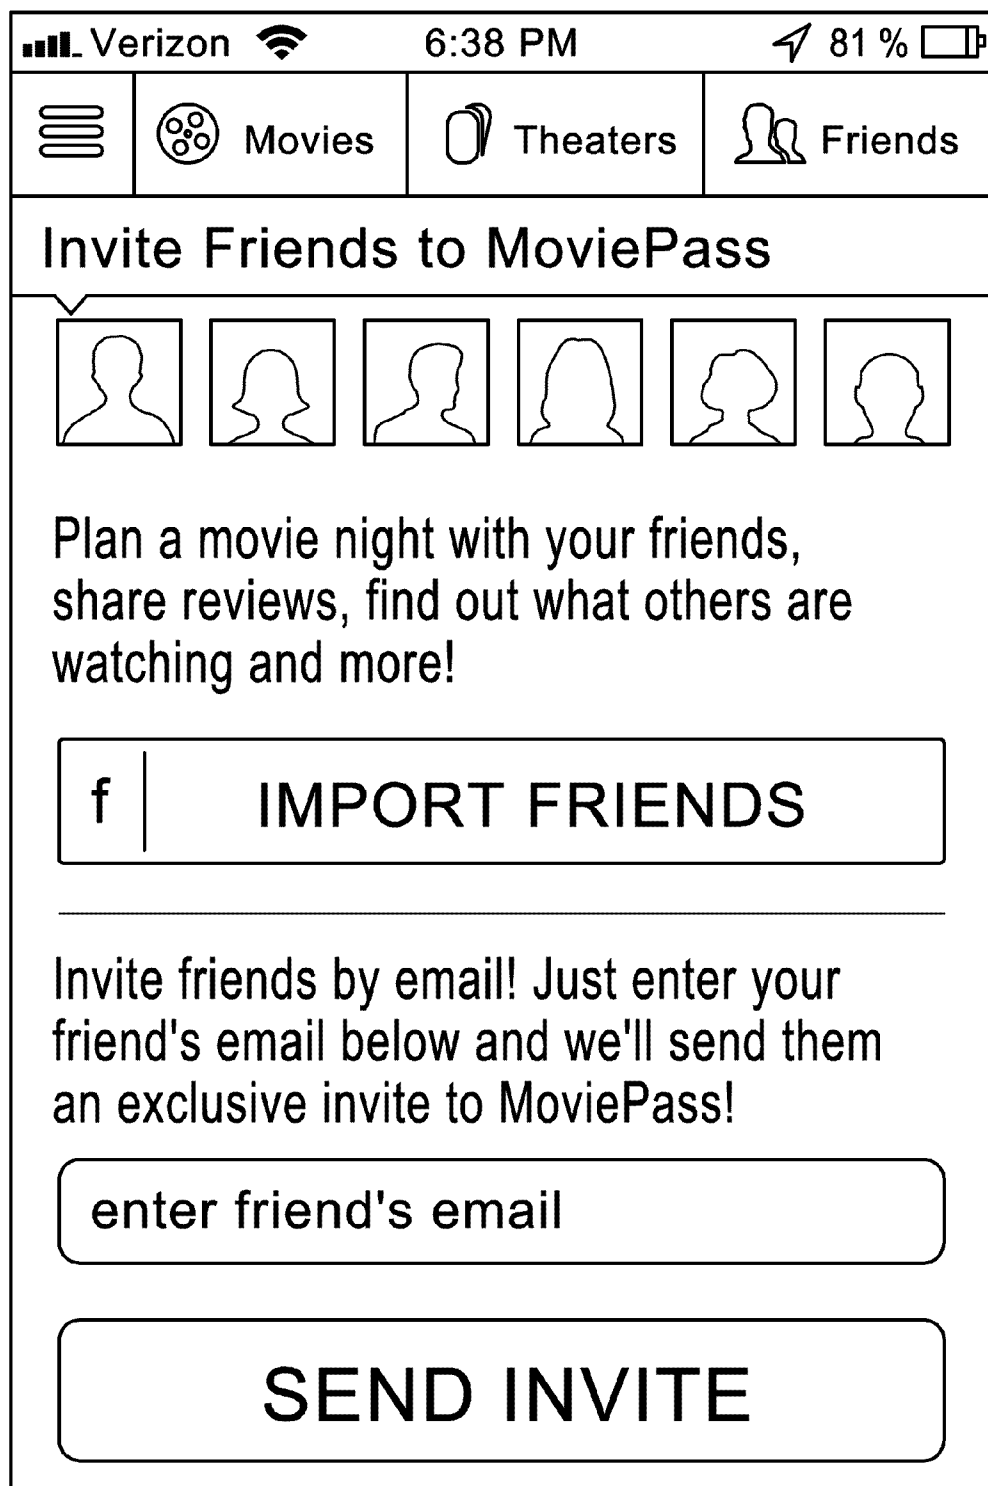 Verizon 6:38 PM 81 %
Movies Theaters Friends
Invite Friends to MoviePass
Plan a movie night with your friends,
share reviews, find out what others are
watching and more!
f IMPORT FRIENDS
Invite friends by email! Just enter your
friend's email below and we'll send them
an exclusive invite to MoviePass!
enter friend's email
SEND INVITE